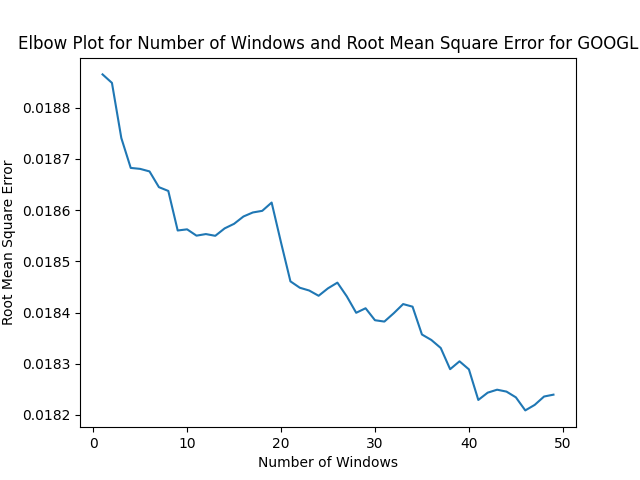 Elbow Plot for Number of Windows and Root Mean Square Error for GOOGL
Root Mean Square Error
0.0188
0.0187
0.0186
0.0185
0.0184
0.0183
0.0182
0 10 20 30 40 50
Number of Windows